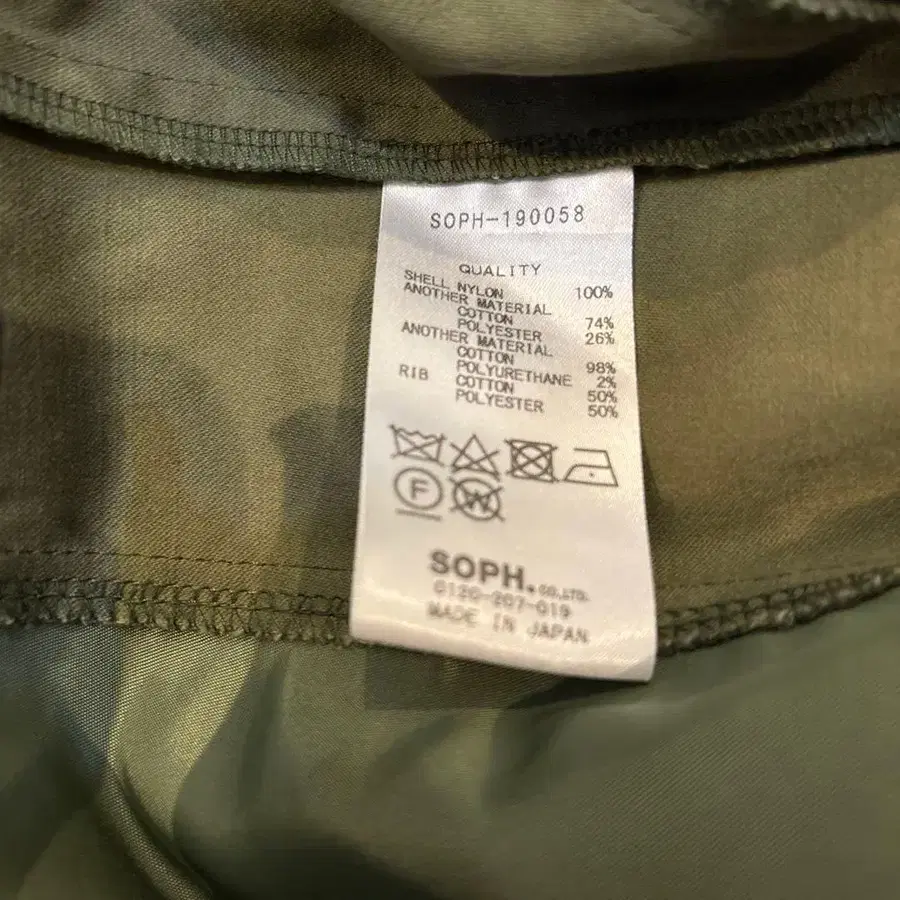 SOPH-190058
QUALITY
SHELL NYLON 100%
ANOTHER MATERIAL
COTTON 74%
POLYESTER 26%
ANOTHER MATERIAL
COTTON 98%
POLYURETHANE 2%
RIB COTTON 50%
POLYESTER 50%
F W
SOPH.CO.,LTD.
0120-207-019
MADE IN JAPAN